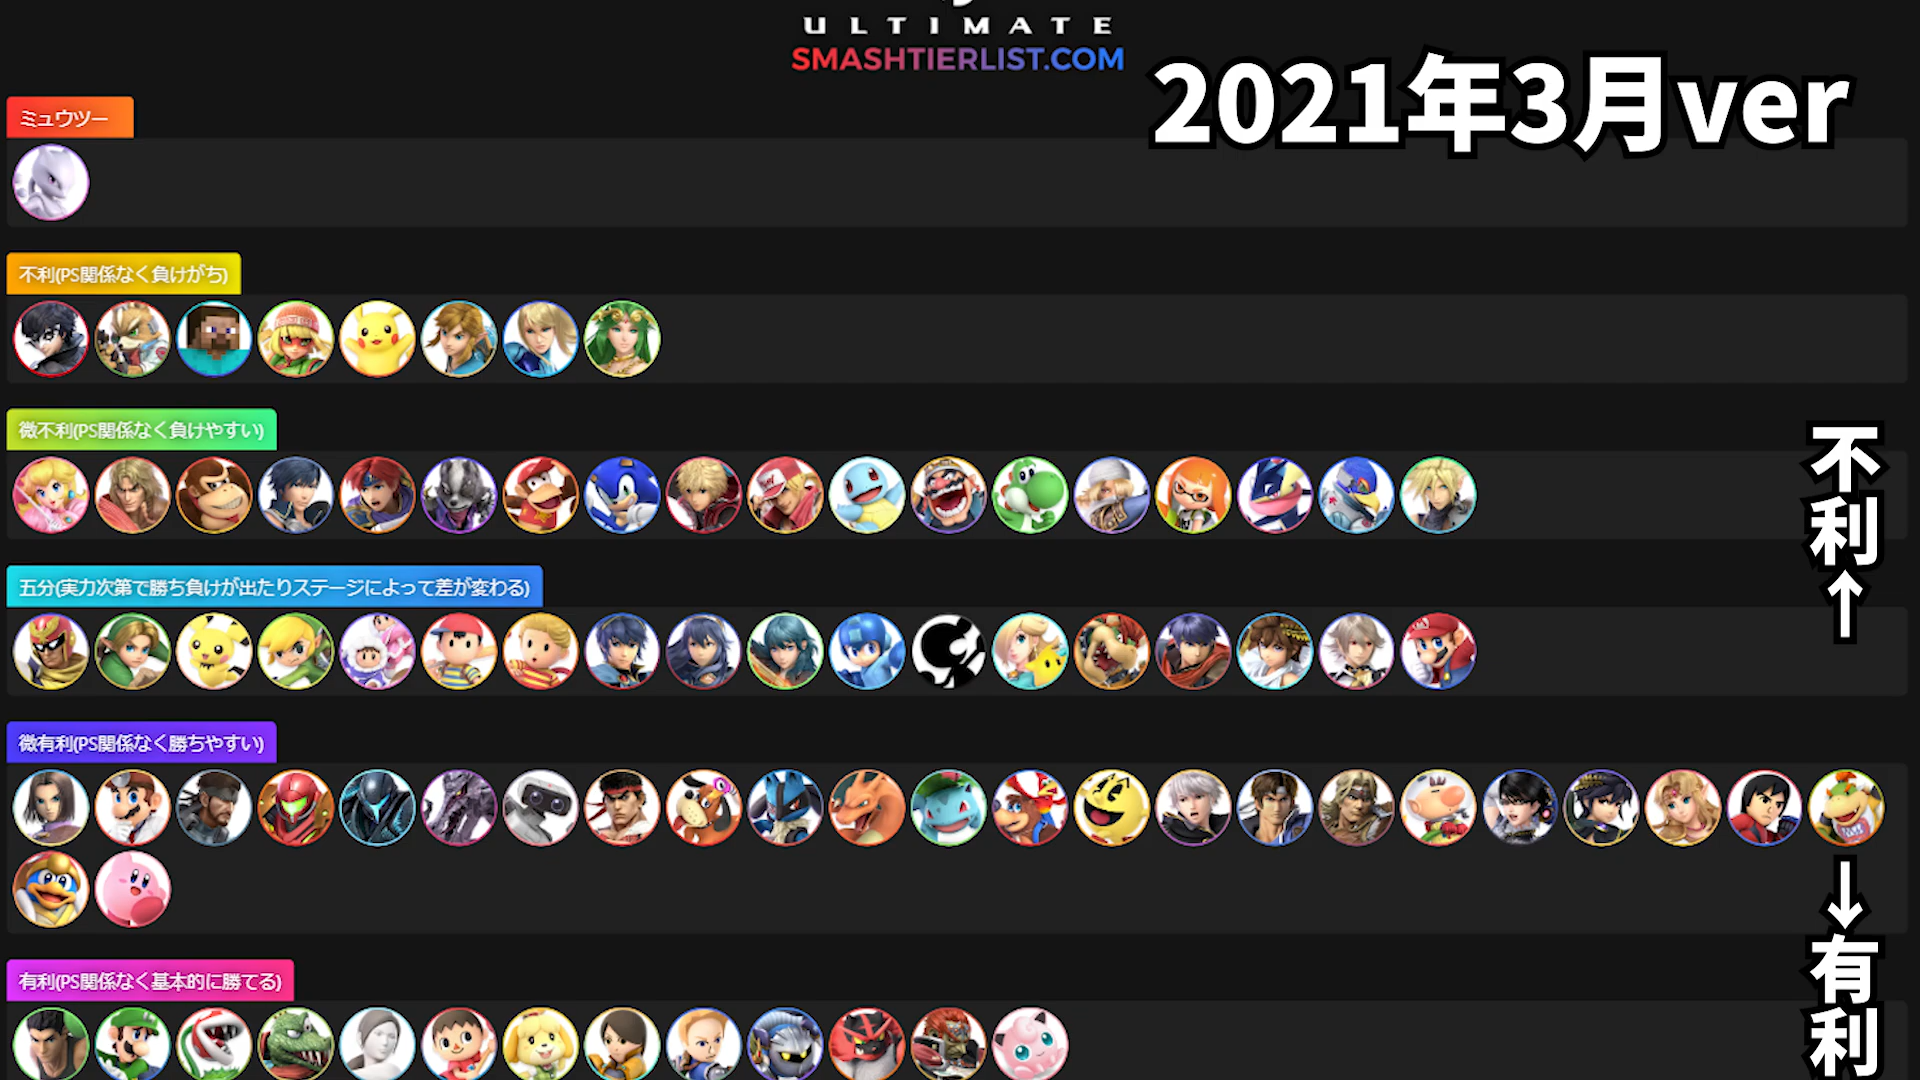 ULTIMATE
SMASHTIERLIST.COM
2021年3月ver
ミュウツー
不利(PS関係なく負けがち)
微不利(PS関係なく負けやすい)
不利↑
五分(実力次第で勝ち負けが出たりステージによって差が変わる)
微有利(PS関係なく勝ちやすい)
↓有利
有利(PS関係なく基本的に勝てる)